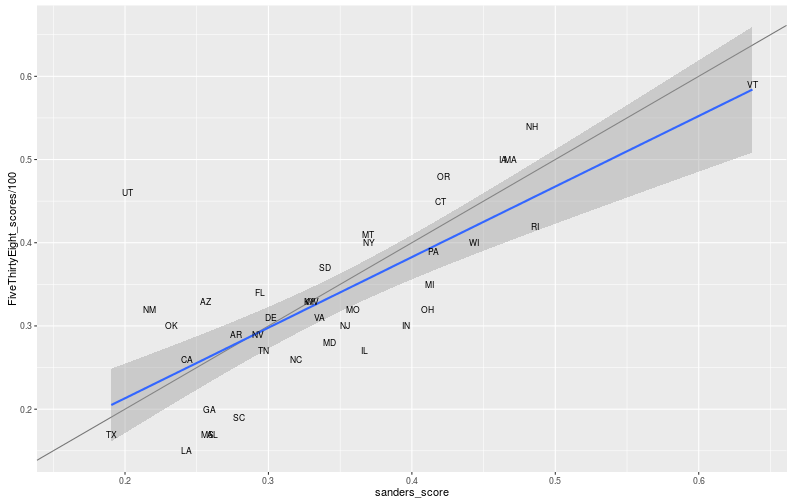 FiveThirtyEight_scores/100
0.6
0.5
0.4
0.3
0.2
VT
NH
MA
OR
UT
CT
RI
MT
NY
WI
PA
SD
MI
FL
AZ
NM
MO
OH
DE
VA
OK
NJ
IN
AR
NV
MD
TN
IL
CA
NC
GA
SC
TX
AL
LA
0.2
0.3
0.4
0.5
0.6
sanders_score